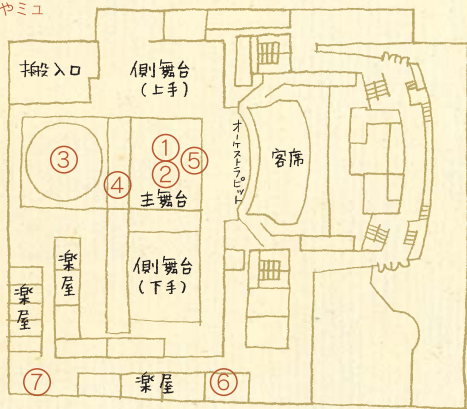 やミュ
搬入口
側舞台
(上手)
オーケストラピット
客席
①
②
③
④
⑤
主舞台
側舞台
(下手)
楽屋
楽屋
楽屋
⑥
⑦